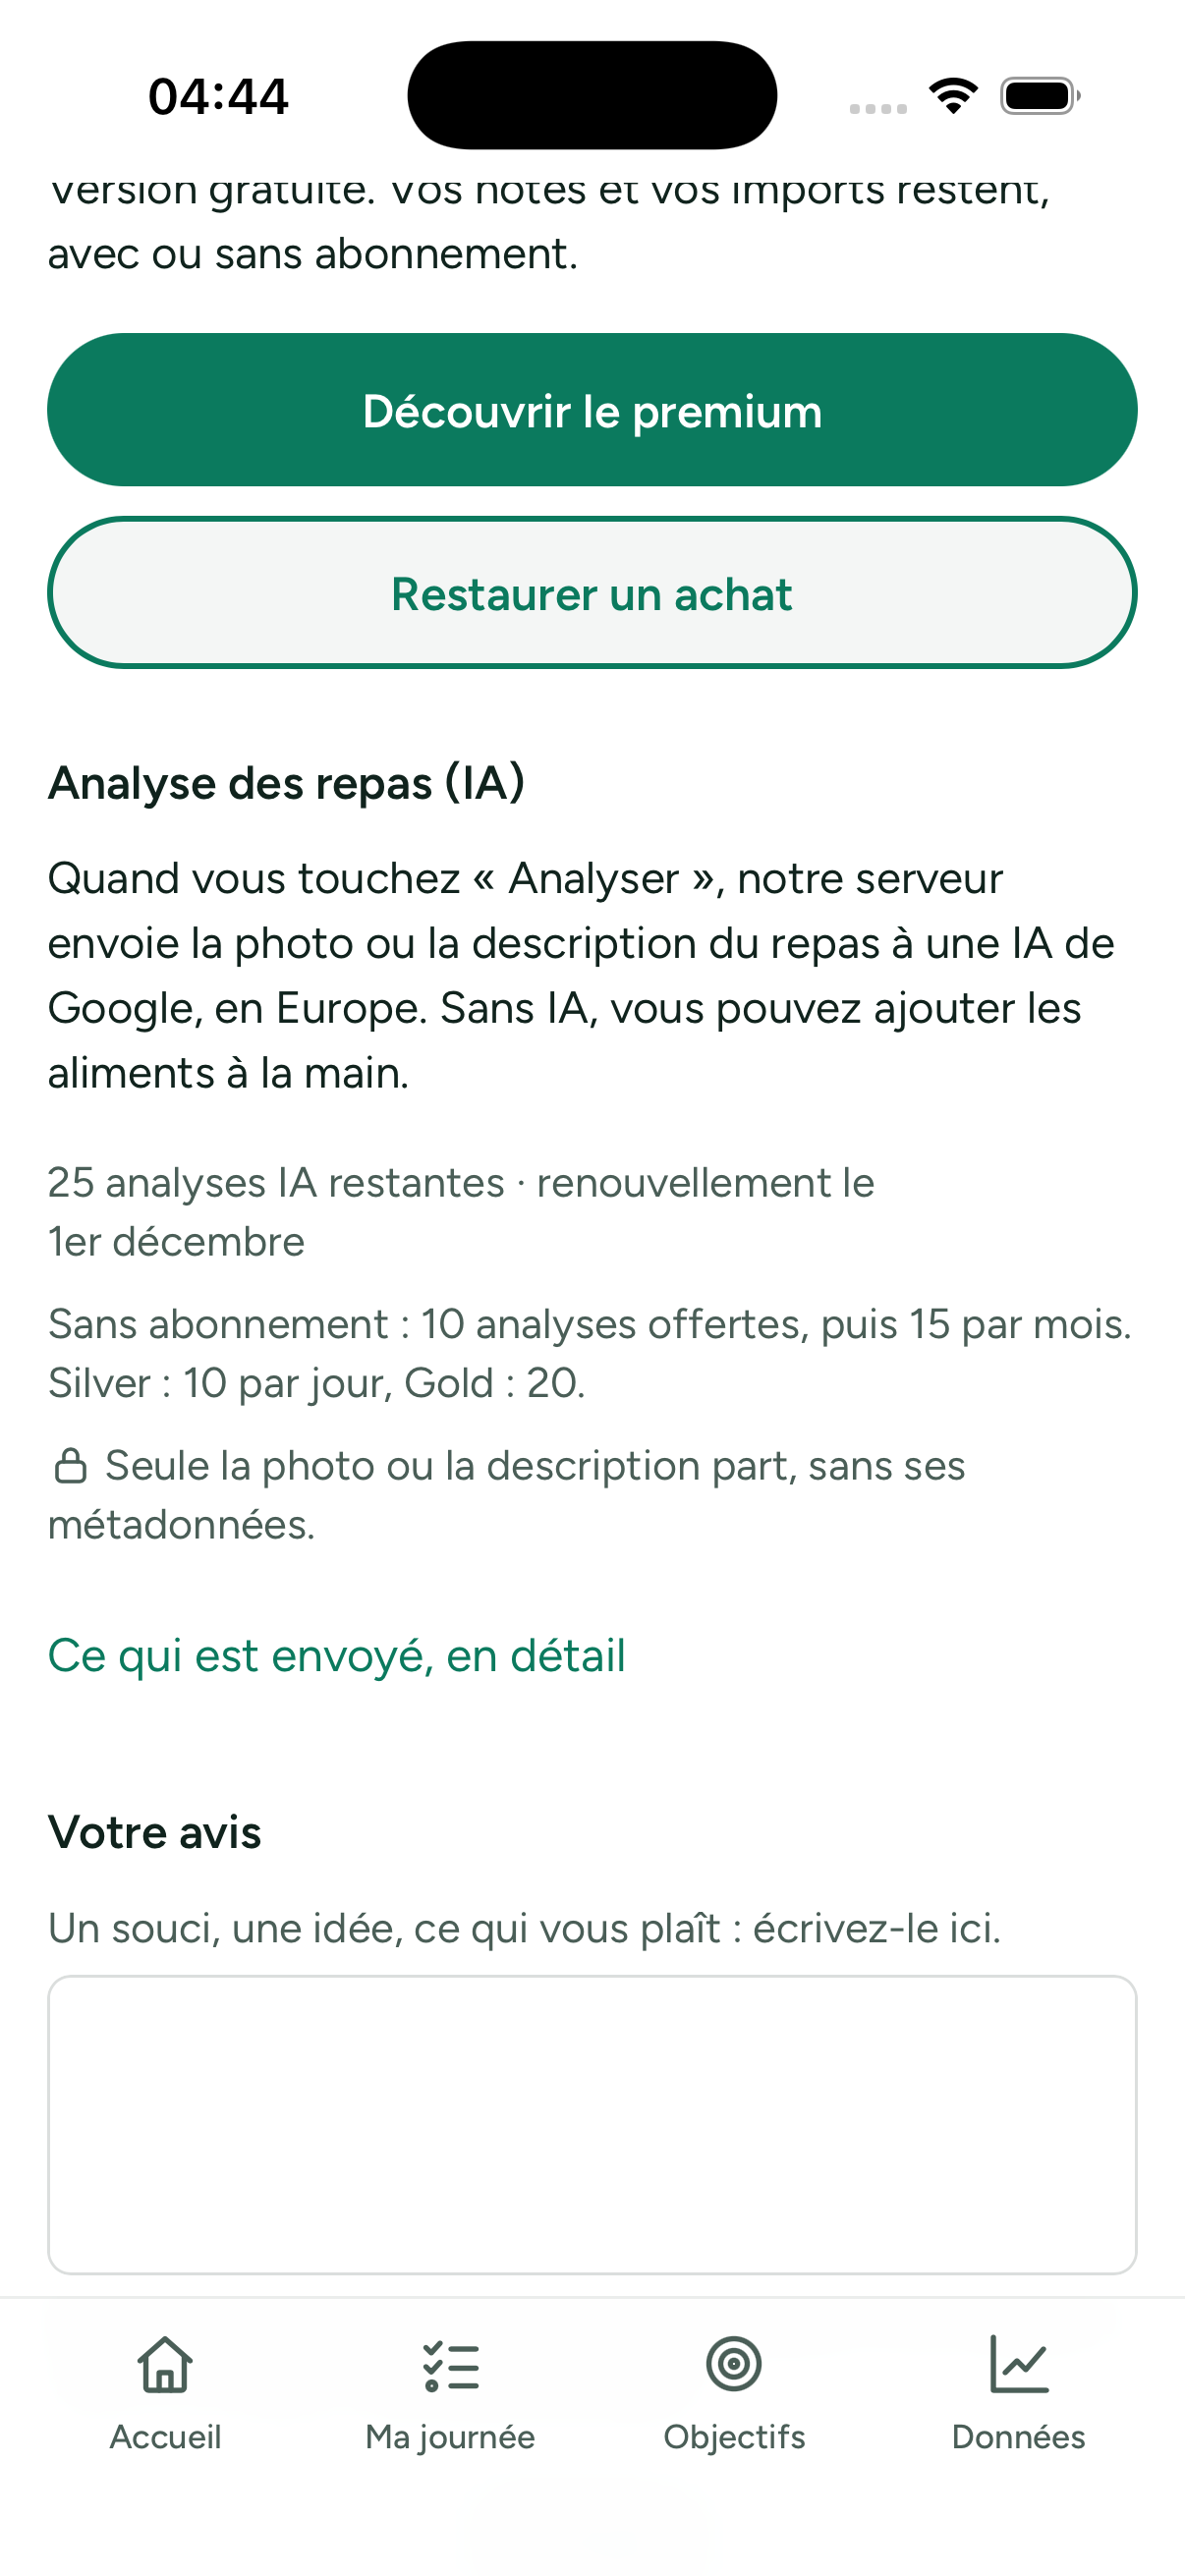 04:44
version gratuite. Vos notes et vos imports restent,
avec ou sans abonnement.
Découvrir le premium
Restaurer un achat
Analyse des repas (IA)
Quand vous touchez « Analyser », notre serveur
envoie la photo ou la description du repas à une IA de
Google, en Europe. Sans IA, vous pouvez ajouter les
aliments à la main.
25 analyses IA restantes · renouvellement le
1er décembre
Sans abonnement : 10 analyses offertes, puis 15 par mois.
Silver : 10 par jour, Gold : 20.
Seule la photo ou la description part, sans ses
métadonnées.
Ce qui est envoyé, en détail
Votre avis
Un souci, une idée, ce qui vous plaît : écrivez-le ici.
Accueil
Ma journée
Objectifs
Données